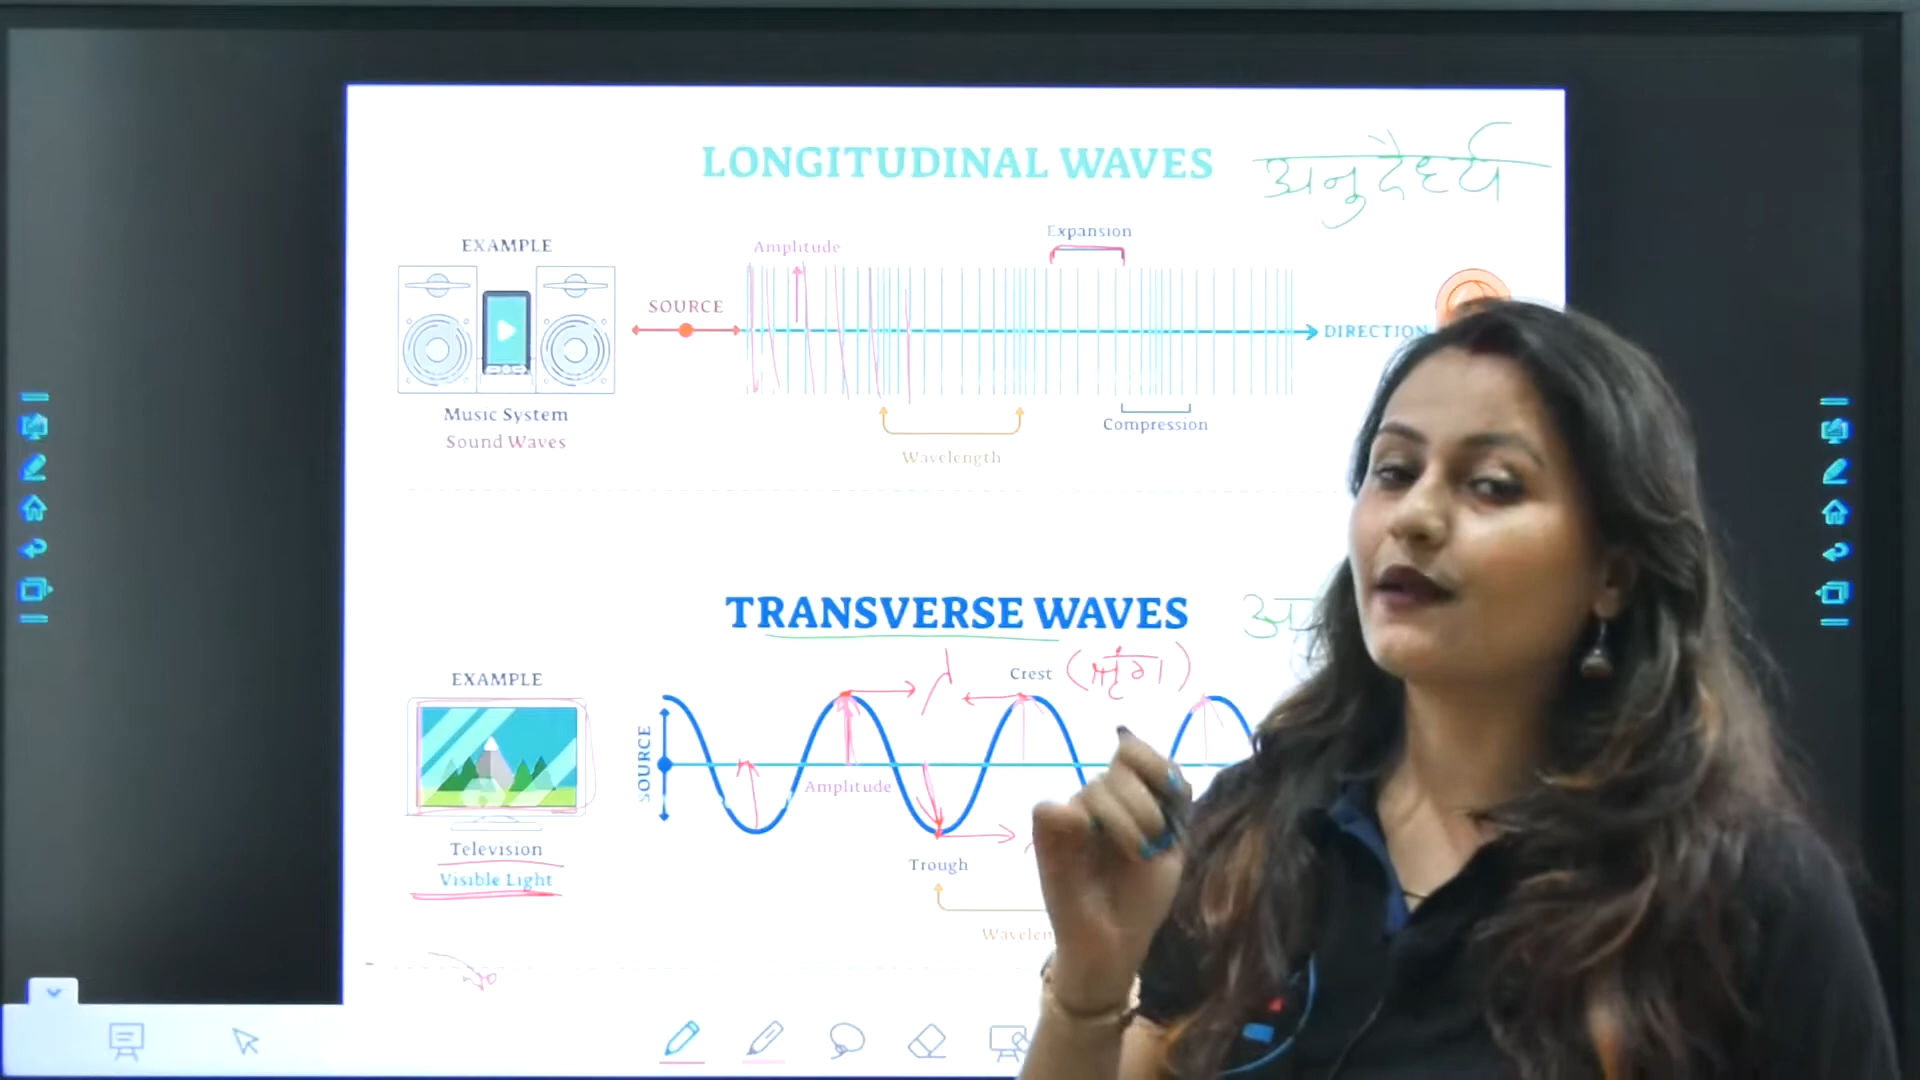 LONGITUDINAL WAVES
अनुदैर्ध्य
EXAMPLE
Amplitude
Expansion
SOURCE
DIRECTION
Music System
Sound Waves
Compression
Wavelength
TRANSVERSE WAVES
EXAMPLE
λ
Crest (श्रृंग)
SOURCE
Amplitude
Television
Visible Light
Trough